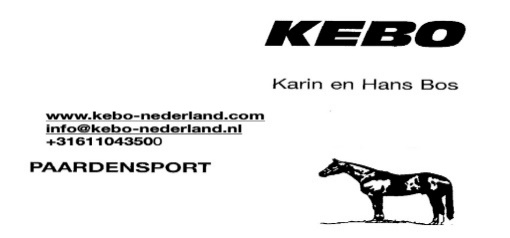 KEBO
Karin en Hans Bos
www.kebo-nederland.com
info@kebo-nederland.nl
+31611043500
PAARDENSPORT